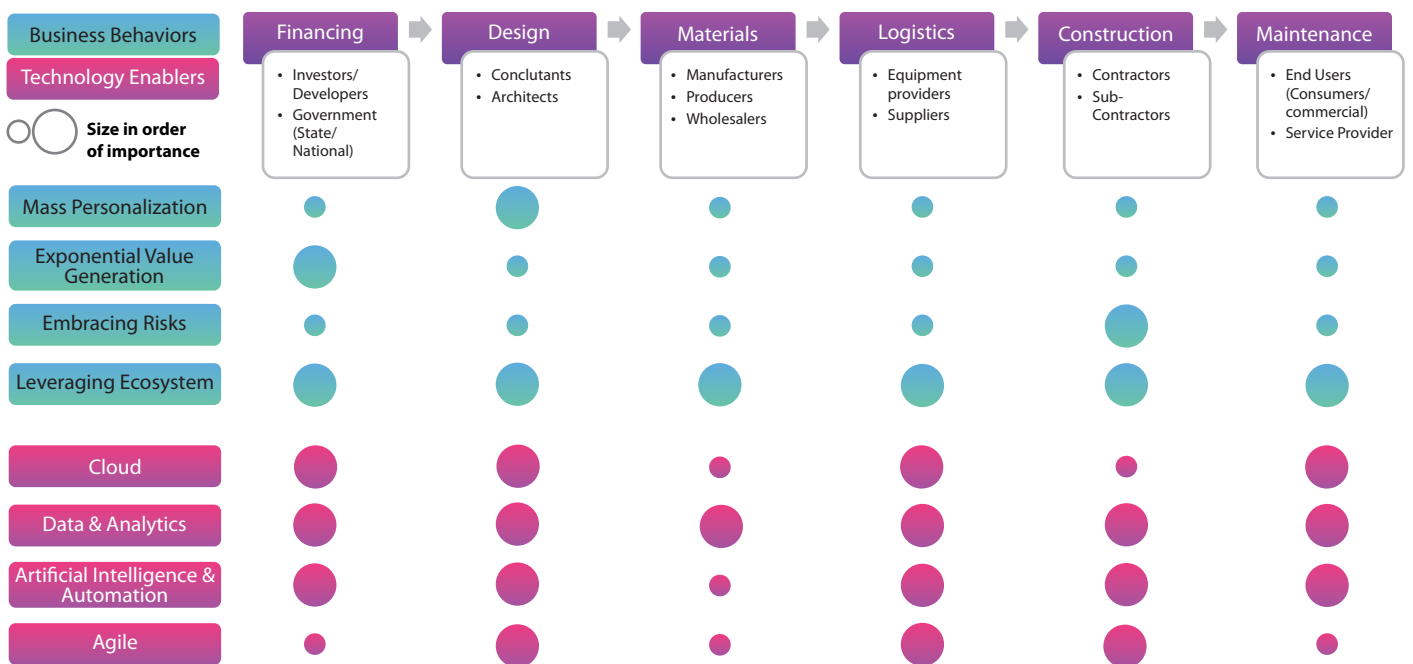 Business Behaviors
Technology Enablers
Size in order
of importance
Financing
• Investors/
Developers
• Government
(State/
National)
Design
• Conclutants
• Architects
Materials
• Manufacturers
• Producers
• Wholesalers
Logistics
• Equipment
providers
• Suppliers
Construction
• Contractors
• Sub-
Contractors
Maintenance
• End Users
(Consumers/
commercial)
• Service Provider
Mass Personalization
Exponential Value
Generation
Embracing Risks
Leveraging Ecosystem
Cloud
Data & Analytics
Artificial Intelligence &
Automation
Agile